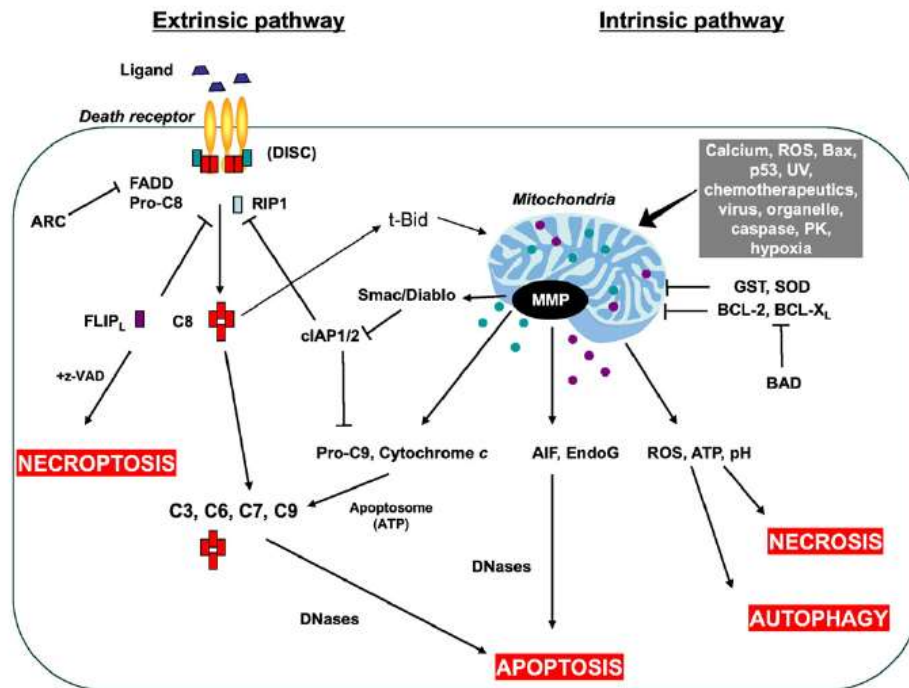 Extrinsic pathway
Intrinsic pathway
Ligand
Death receptor
(DISC)
FADD
Pro-C8
RIP1
ARC
Calcium, ROS, Bax,
p53, UV,
chemotherapeutics,
virus, organelle,
caspase, PK,
hypoxia
Mitochondria
t-Bid
MMP
GST, SOD
BCL-2, BCL-XL
BAD
Smac/Diablo
FLIPL
C8
cIAP1/2
+z-VAD
NECROPTOSIS
Pro-C9, Cytochrome c
AIF, EndoG
ROS, ATP, pH
C3, C6, C7, C9
Apoptosome
(ATP)
NECROSIS
DNases
DNases
AUTOPHAGY
APOPTOSIS